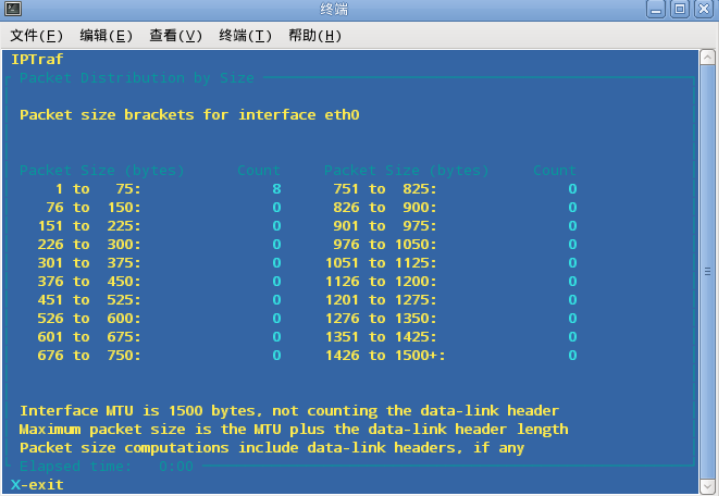 终端
文件(F) 编辑(E) 查看(V) 终端(T) 帮助(H)
IPTraf
Packet Distribution by Size
Packet size brackets for interface eth0
Packet Size (bytes) Count Packet Size (bytes) Count
1 to 75: 8 751 to 825: 0
76 to 150: 0 826 to 900: 0
151 to 225: 0 901 to 975: 0
226 to 300: 0 976 to 1050: 0
301 to 375: 0 1051 to 1125: 0
376 to 450: 0 1126 to 1200: 0
451 to 525: 0 1201 to 1275: 0
526 to 600: 0 1276 to 1350: 0
601 to 675: 0 1351 to 1425: 0
676 to 750: 0 1426 to 1500+: 0
Interface MTU is 1500 bytes, not counting the data-link header
Maximum packet size is the MTU plus the data-link header length
Packet size computations include data-link headers, if any
Elapsed time: 0:00
X-exit